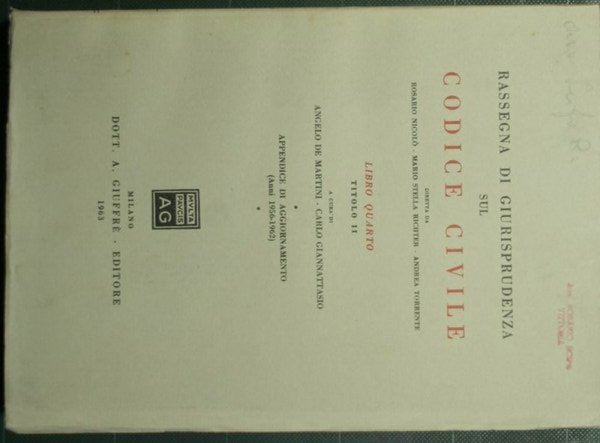 RASSEGNA DI GIURISPRUDENZA
SUL
CODICE CIVILE
DIRETTA DA
ROSARIO NICOLÒ · MARIO STELLA RICHTER · ANDREA TORRENTE
LIBRO QUARTO
TITOLO II
A CURA DI
ANGELO DE MARTINI · CARLO GIANNATTASIO
*
APPENDICE DI AGGIORNAMENTO
(Anni 1956-1962)
*
MVLTA
PAVCIS
AG
MILANO
DOTT. A. GIUFFRÈ · EDITORE
1963